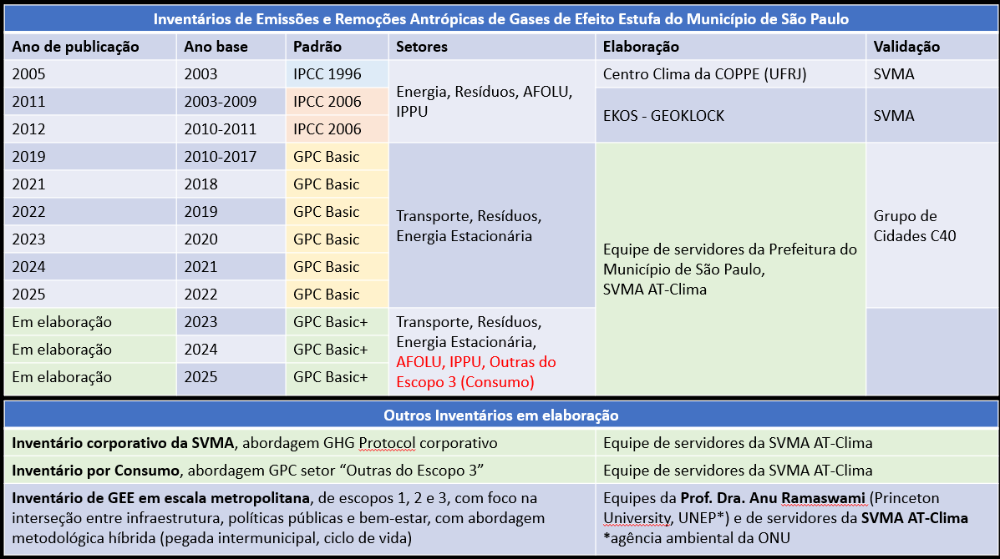 Inventários de Emissões e Remoções Antrópicas de Gases de Efeito Estufa do Município de São Paulo
Ano de publicação Ano base Padrão Setores Elaboração Validação
2005 2003 IPCC 1996
Energia, Resíduos, AFOLU,
IPPU
Centro Clima da COPPE (UFRJ) SVMA
2011 2003-2009 IPCC 2006
EKOS - GEOKLOCK SVMA
2012 2010-2011 IPCC 2006
2019 2010-2017 GPC Basic
2021 2018 GPC Basic
2022 2019 GPC Basic
2023 2020 GPC Basic
2024 2021 GPC Basic
2025 2022 GPC Basic
Transporte, Resíduos,
Energia Estacionária
Equipe de servidores da Prefeitura do
Município de São Paulo,
SVMA AT-Clima
Grupo de
Cidades C40
Em elaboração 2023 GPC Basic+
Em elaboração 2024 GPC Basic+
Em elaboração 2025 GPC Basic+
Transporte, Resíduos,
Energia Estacionária,
AFOLU, IPPU, Outras do
Escopo 3 (Consumo)
Outros Inventários em elaboração
Inventário corporativo da SVMA, abordagem GHG Protocol corporativo
Equipe de servidores da SVMA AT-Clima
Inventário por Consumo, abordagem GPC setor “Outras do Escopo 3”
Equipe de servidores da SVMA AT-Clima
Inventário de GEE em escala metropolitana, de escopos 1, 2 e 3, com foco na
interseção entre infraestrutura, políticas públicas e bem-estar, com abordagem
metodológica híbrida (pegada intermunicipal, ciclo de vida)
Equipes da Prof. Dra. Anu Ramaswami (Princeton
University, UNEP*) e de servidores da SVMA AT-Clima
*agência ambiental da ONU